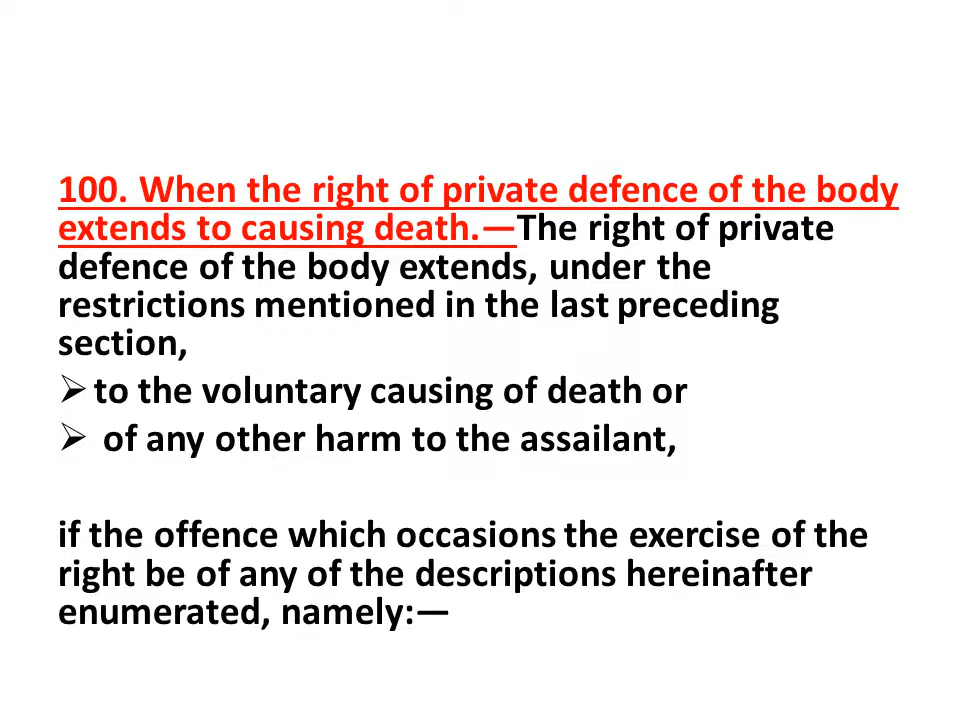 100. When the right of private defence of the body
extends to causing death.—The right of private
defence of the body extends, under the
restrictions mentioned in the last preceding
section,
➢ to the voluntary causing of death or
➢ of any other harm to the assailant,
if the offence which occasions the exercise of the
right be of any of the descriptions hereinafter
enumerated, namely:—